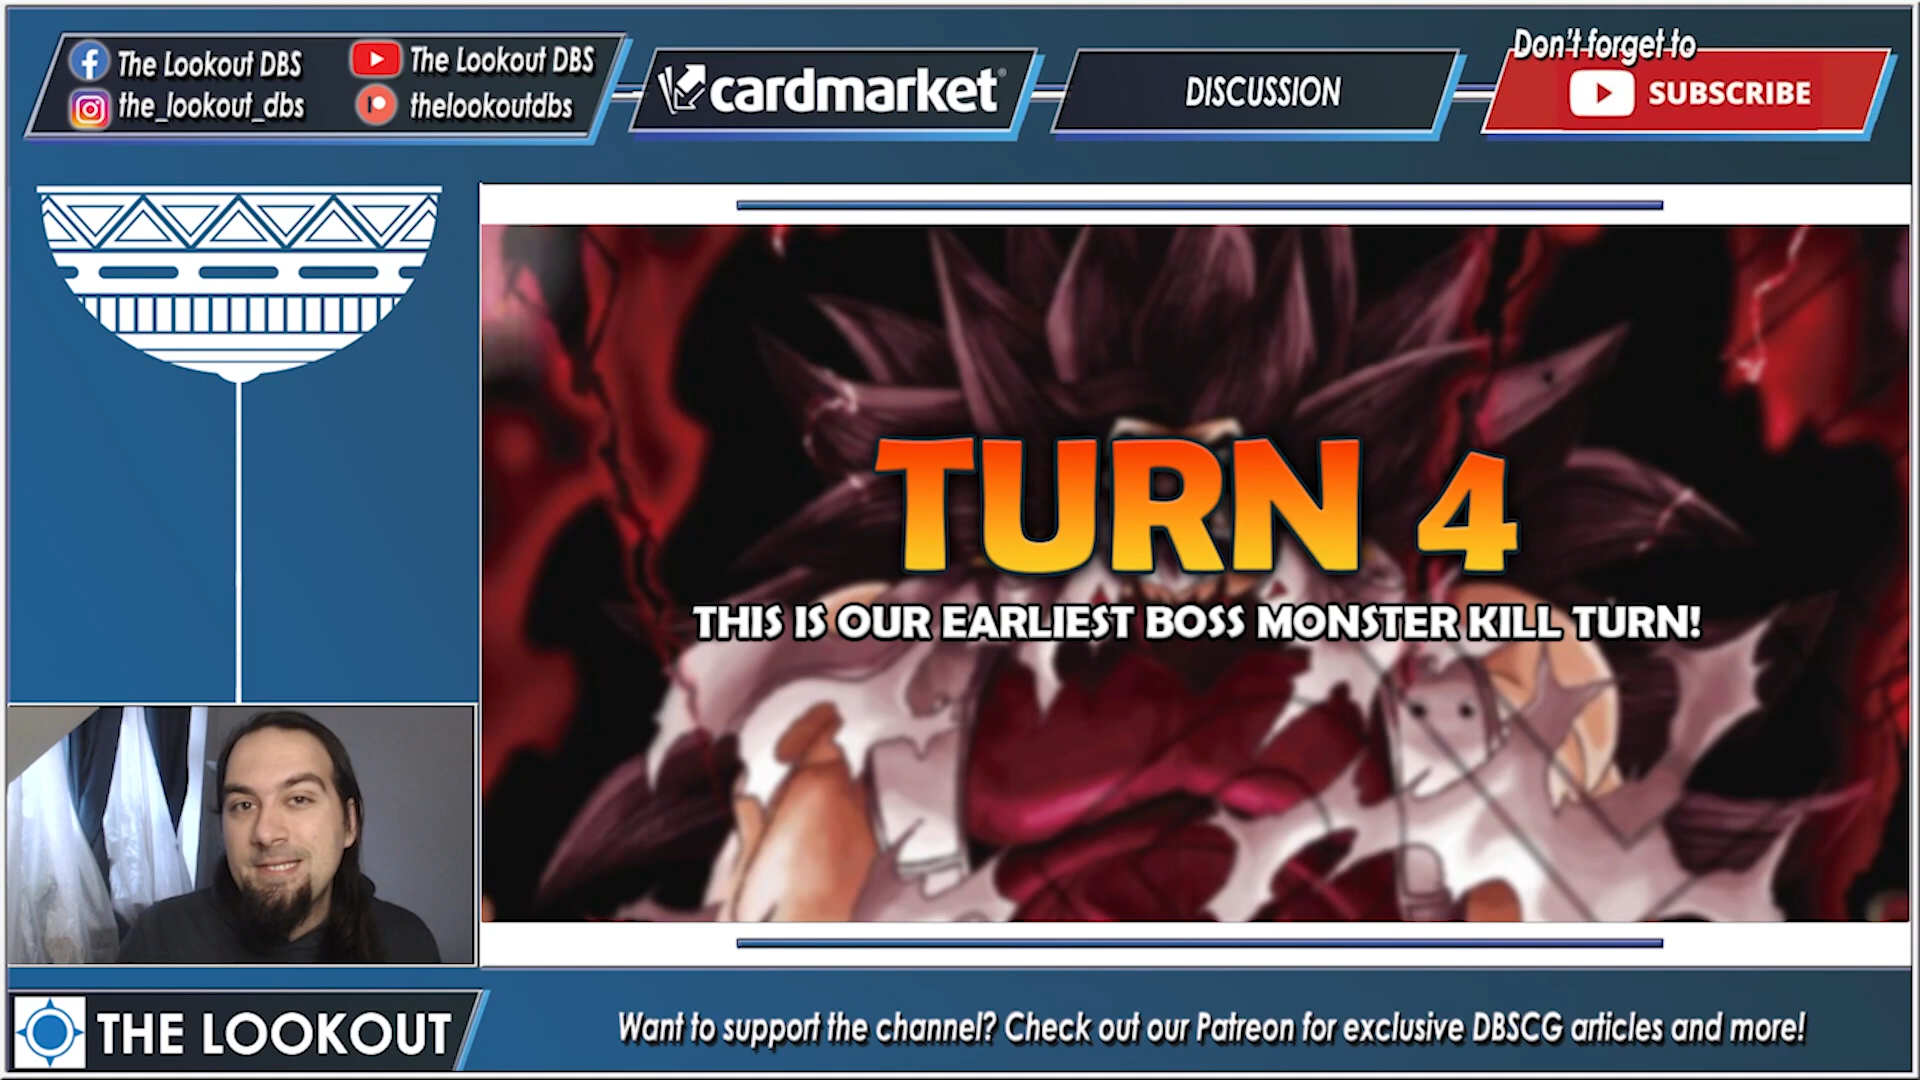 The Lookout DBS
The Lookout DBS
the_lookout_dbs
thelookoutdbs
cardmarket®
DISCUSSION
Don't forget to
SUBSCRIBE
TURN 4
THIS IS OUR EARLIEST BOSS MONSTER KILL TURN!
THE LOOKOUT
Want to support the channel? Check out our Patreon for exclusive DBSCG articles and more!